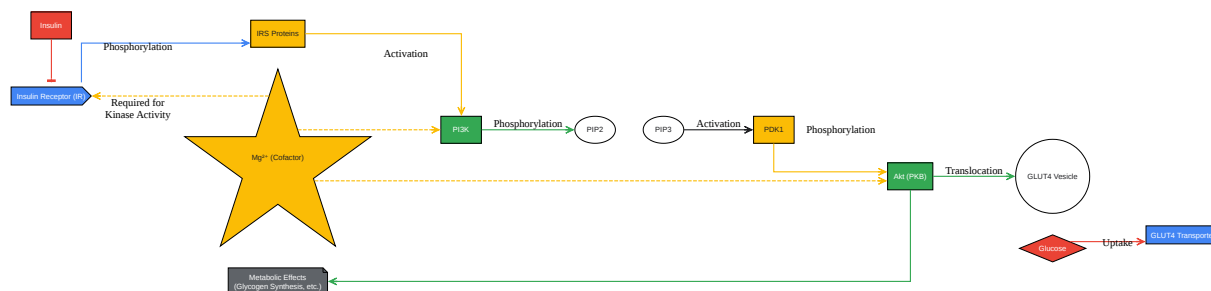 Insulin
IRS Proteins
Phosphorylation
Activation
Insulin Receptor (IR)
Required for
Kinase Activity
PI3K
Phosphorylation
PIP2
PIP3
Activation
PDK1
Phosphorylation
Mg²⁺ (Cofactor)
Akt (PKB)
Translocation
GLUT4 Vesicle
Glucose
Uptake
GLUT4 Transporte
Metabolic Effects
(Glycogen Synthesis, etc.)